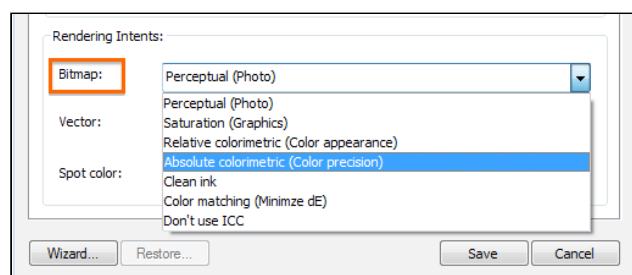 Rendering Intents:
Bitmap: Perceptual (Photo)
Perceptual (Photo)
Vector: Saturation (Graphics)
Relative colorimetric (Color appearance)
Absolute colorimetric (Color precision)
Spot color: Clean ink
Color matching (Minimze dE)
Don't use ICC
Wizard... Restore... Save Cancel